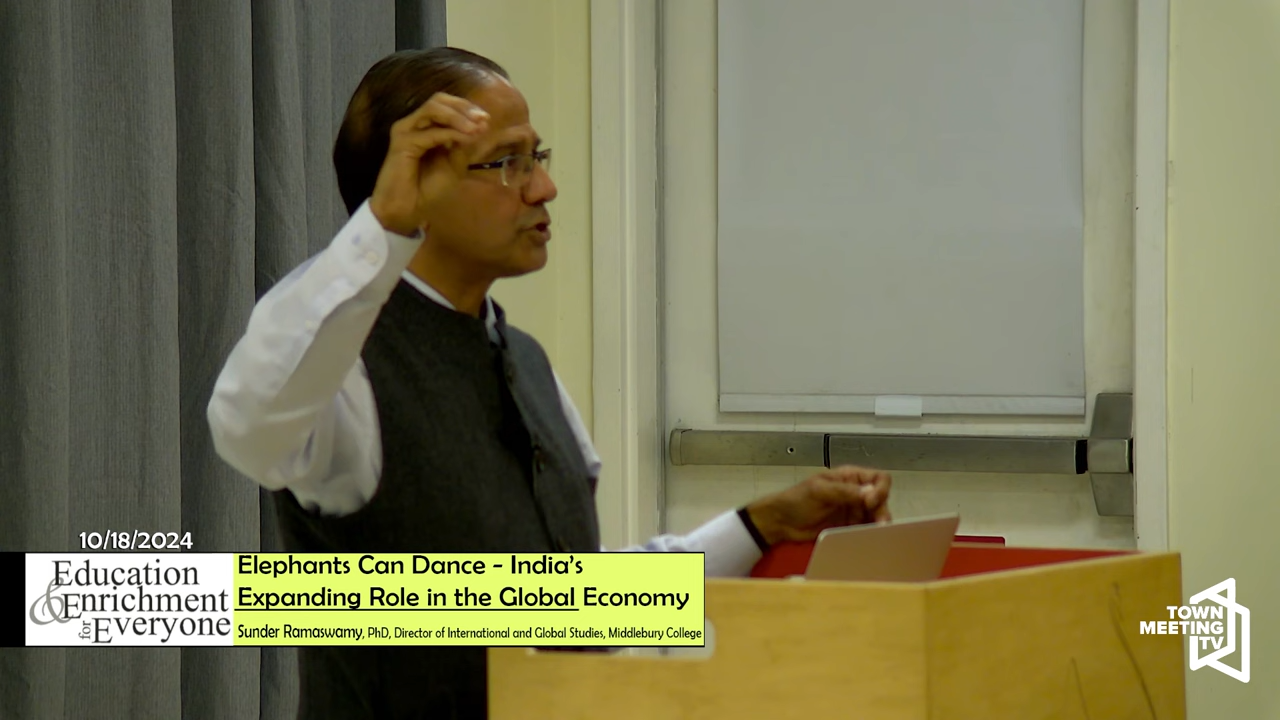 10/18/2024
Education
& Enrichment
for Everyone
Elephants Can Dance - India's
Expanding Role in the Global Economy
Sunder Ramaswamy, PhD, Director of International and Global Studies, Middlebury College
TOWN
MEETING
TV